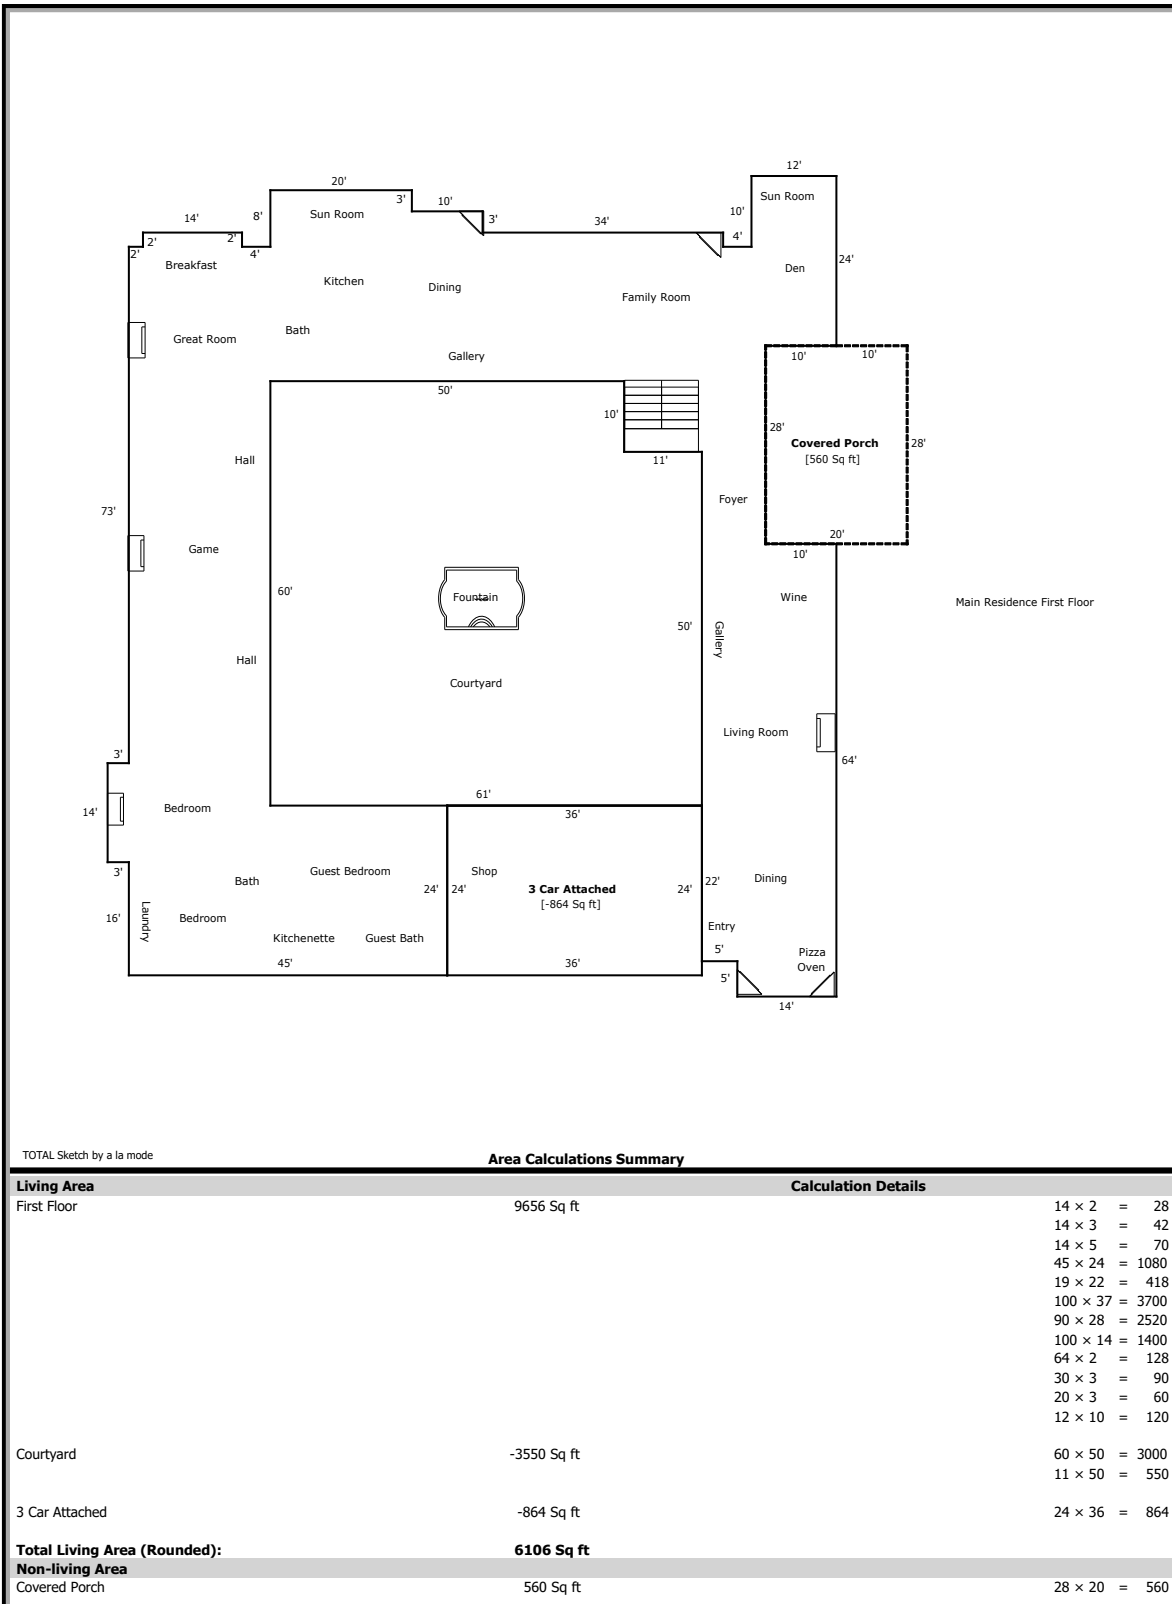 12'
20'
Sun Room
3'
10'
14'
8'
Sun Room
3'
34'
10'
2'
2'
4'
2'
4'
Breakfast
24'
Den
Kitchen
Dining
Family Room
Bath
Great Room
Gallery
10'
10'
50'
10'
28'
Covered Porch
28'
[560 Sq ft]
Hall
11'
Foyer
73'
20'
Game
10'
60'
Fountain
Wine
Main Residence First Floor
50'
Gallery
Hall
Courtyard
Living Room
3'
64'
61'
14'
Bedroom
36'
3'
Guest Bedroom
Shop
Bath
24'
24'
3 Car Attached
24'
22'
Dining
[-864 Sq ft]
Laundry
16'
Bedroom
Entry
Kitchenette
Guest Bath
5'
Pizza
Oven
45'
36'
5'
14'
TOTAL Sketch by a la mode
Area Calculations Summary
Living Area Calculation Details
First Floor 9656 Sq ft 14 × 2 = 28
14 × 3 = 42
14 × 5 = 70
45 × 24 = 1080
19 × 22 = 418
100 × 37 = 3700
90 × 28 = 2520
100 × 14 = 1400
64 × 2 = 128
30 × 3 = 90
20 × 3 = 60
12 × 10 = 120
Courtyard -3550 Sq ft 60 × 50 = 3000
11 × 50 = 550
3 Car Attached -864 Sq ft 24 × 36 = 864
Total Living Area (Rounded): 6106 Sq ft
Non-living Area
Covered Porch 560 Sq ft 28 × 20 = 560